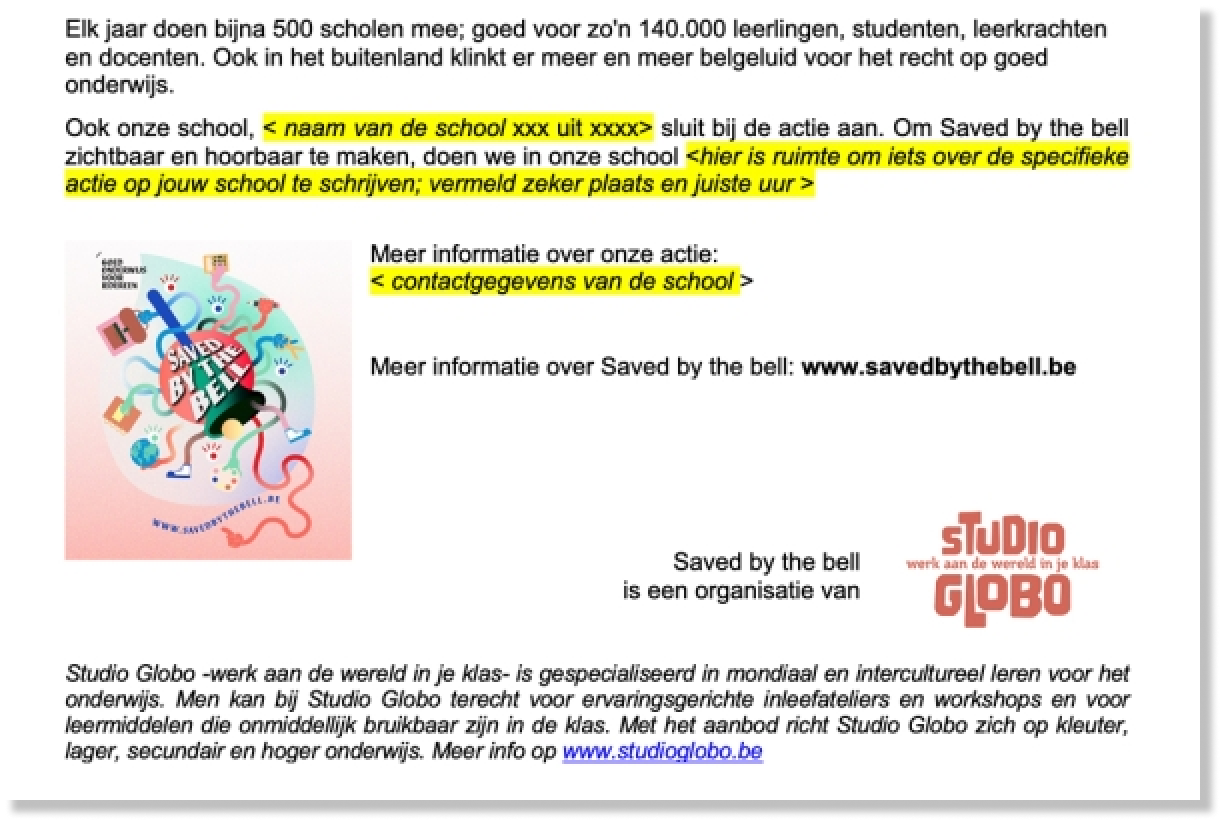 Elk jaar doen bijna 500 scholen mee; goed voor zo'n 140.000 leerlingen, studenten, leerkrachten
en docenten. Ook in het buitenland klinkt er meer en meer belgeluid voor het recht op goed
onderwijs.
Ook onze school, < naam van de school xxx uit xxxx> sluit bij de actie aan. Om Saved by the bell
zichtbaar en hoorbaar te maken, doen we in onze school <hier is ruimte om iets over de specifieke
actie op jouw school te schrijven; vermeld zeker plaats en juiste uur >
GOED
ONDERWIJS
VOOR
IEDEREEN
SAVED
BY THE
BELL
WWW.SAVEDBYTHEBELL.BE
Meer informatie over onze actie:
< contactgegevens van de school >
Meer informatie over Saved by the bell: www.savedbythebell.be
Saved by the bell
is een organisatie van
STUDIO
werk aan de wereld in je klas
GLOBO
Studio Globo -werk aan de wereld in je klas- is gespecialiseerd in mondiaal en intercultureel leren voor het
onderwijs. Men kan bij Studio Globo terecht voor ervaringsgerichte inleefateliers en workshops en voor
leermiddelen die onmiddellijk bruikbaar zijn in de klas. Met het aanbod richt Studio Globo zich op kleuter,
lager, secundair en hoger onderwijs. Meer info op www.studioglobo.be